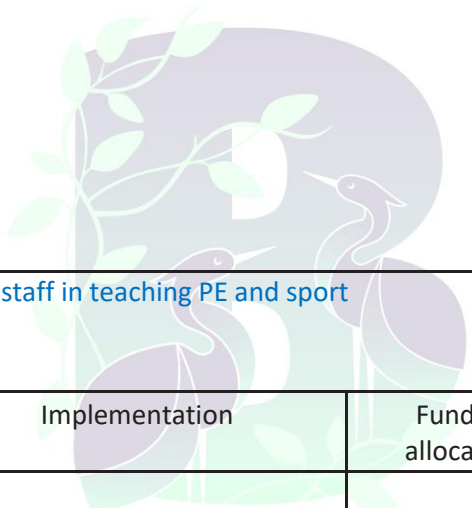 staff in teaching PE and sport
Implementation
Fund
alloca